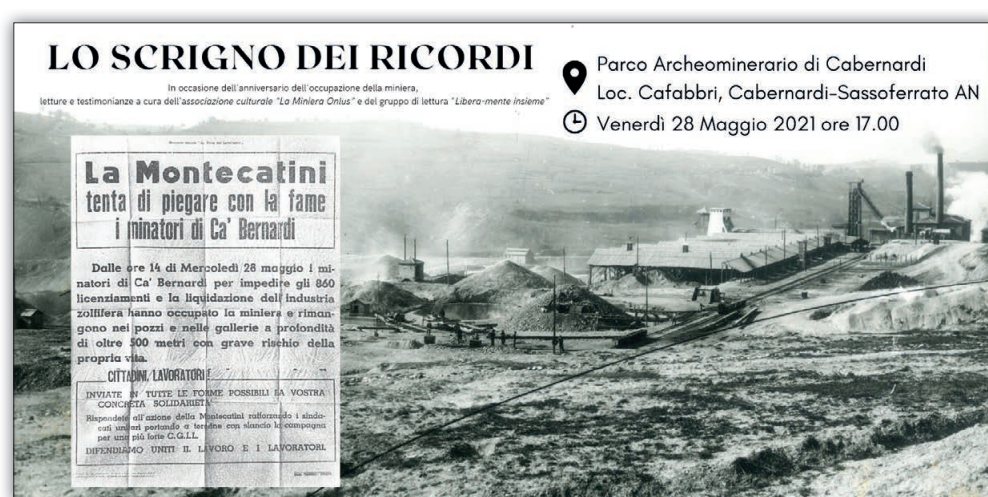 LO SCRIGNO DEI RICORDI
In occasione dell'anniversario dell'occupazione della miniera,
letture e testimonianze a cura dell'associazione culturale "La Miniera Onlus" e del gruppo di lettura "Libera-mente insieme"
Parco Archeominerario di Cabernardi
Loc. Cafabbri, Cabernardi-Sassoferrato AN
Venerdì 28 Maggio 2021 ore 17.00
La Montecatini
tenta di piegare con la fame
i minatori di Ca' Bernardi
Dalle ore 14 di Mercoledì 28 maggio i mi-
natori di Ca' Bernardi per impedire gli 860
licenziamenti e la liquidazione dell'industria
zolfifera hanno occupato la miniera e riman-
gono nei pozzi e nelle gallerie a profondità
di oltre 500 metri con grave rischio della
propria vita.
CITTADINI, LAVORATORI!
INVIATE IN TUTTE LE FORME POSSIBILI LA VOSTRA
CONCRETA SOLIDARIETA'
Rispondete all'azione della Montecatini rafforzando i sinda-
cati unitari portando a termine con slancio la campagna
per una più forte C.G.I.L.
DIFENDIAMO UNITI IL LAVORO E I LAVORATORI.